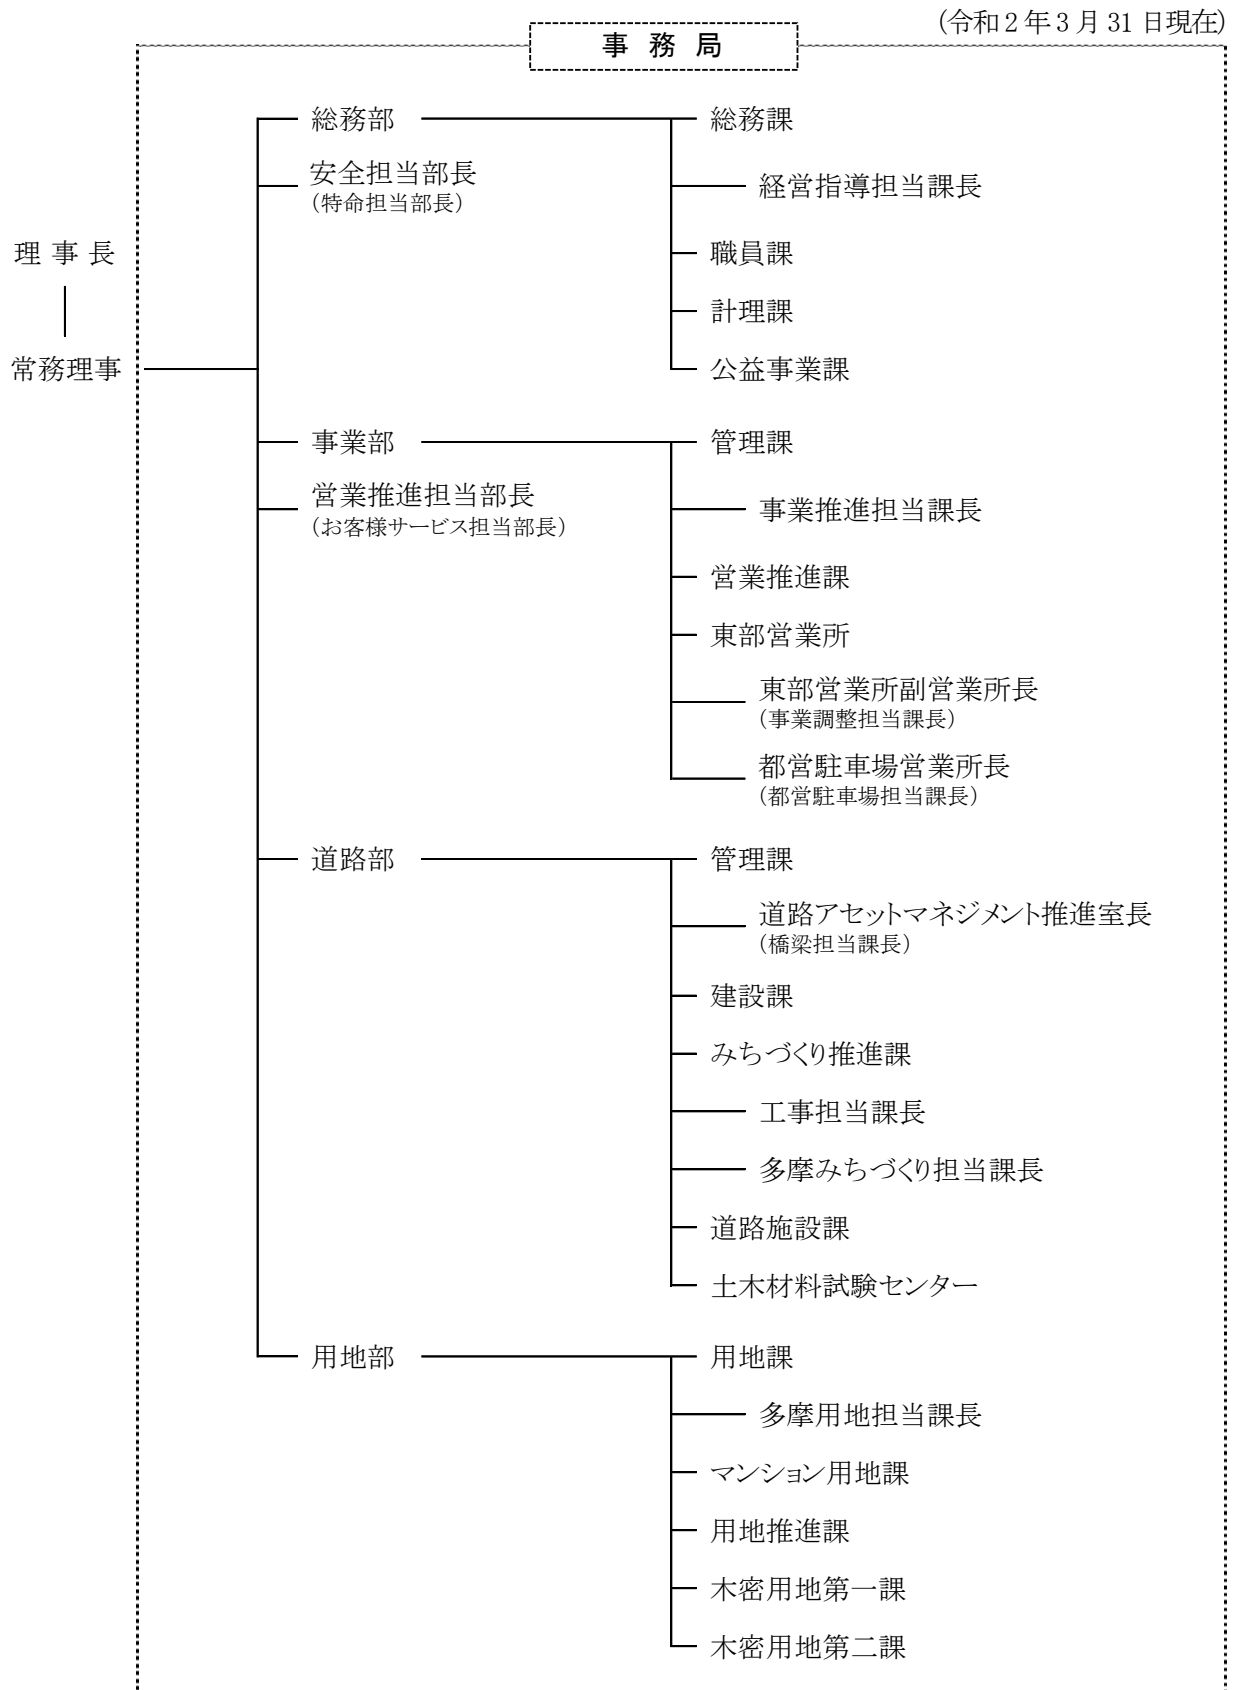 (令和2年3月31日現在)
事務局
理事長
常務理事
総務部
総務課
安全担当部長
(特命担当部長)
経営指導担当課長
職員課
計理課
公益事業課
事業部
管理課
営業推進担当部長
(お客様サービス担当部長)
事業推進担当課長
営業推進課
東部営業所
東部営業所副営業所長
(事業調整担当課長)
都営駐車場営業所長
(都営駐車場担当課長)
道路部
管理課
道路アセットマネジメント推進室長
(橋梁担当課長)
建設課
みちづくり推進課
工事担当課長
多摩みちづくり担当課長
道路施設課
土木材料試験センター
用地部
用地課
多摩用地担当課長
マンション用地課
用地推進課
木密用地第一課
木密用地第二課